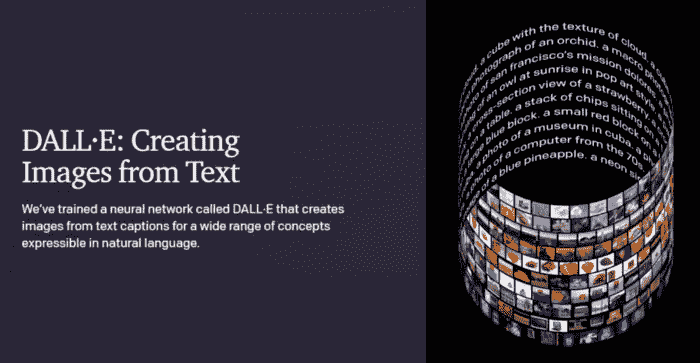 DALL·E: Creating
Images from Text
We've trained a neural network called DALL·E that creates
images from text captions for a wide range of concepts
expressible in natural language.
a cube with the texture of cloud.
photograph of an orchid. a macro
of san francisco's mission dolores
of an owl at sunrise in pop art style
cross-section view of a strawberry
a table. a stack of chips sitting on
blue block. a small red block on
a photo of a museum in cuba. a
photo of a computer from the 70s
a blue pineapple. a neon